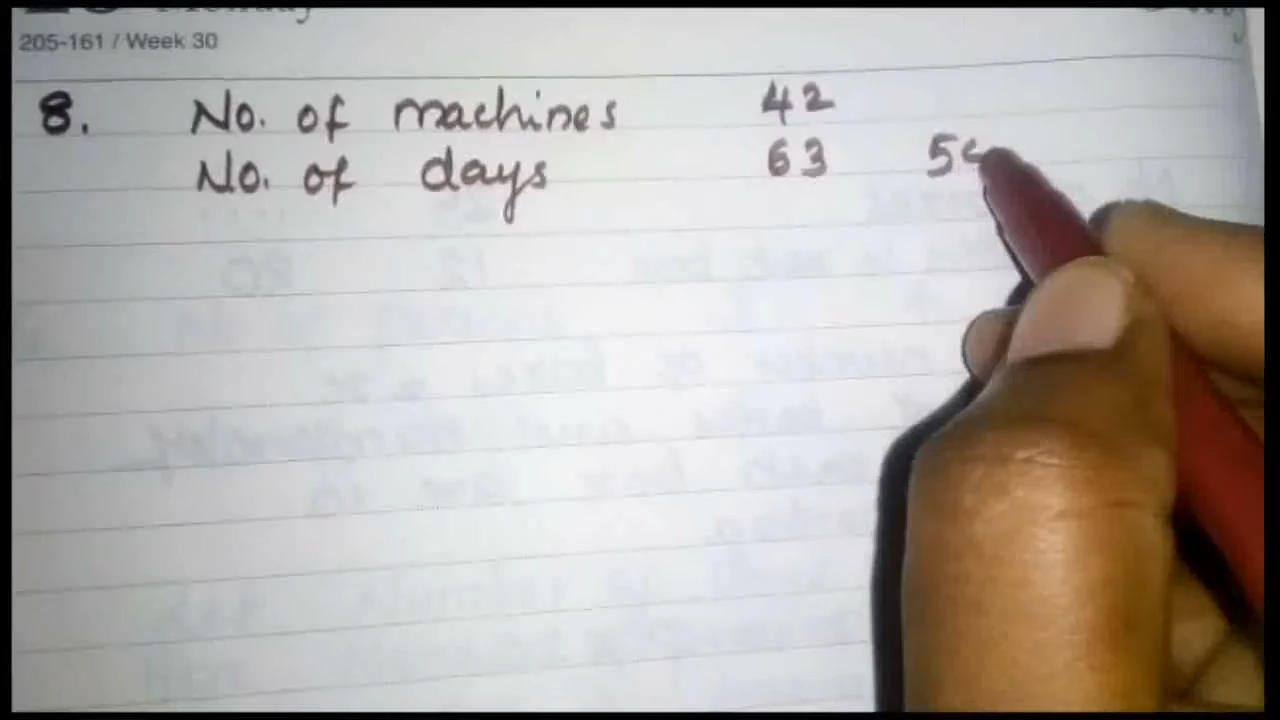 205-161 / Week 30
8. No. of machines 42
No. of days 63 5